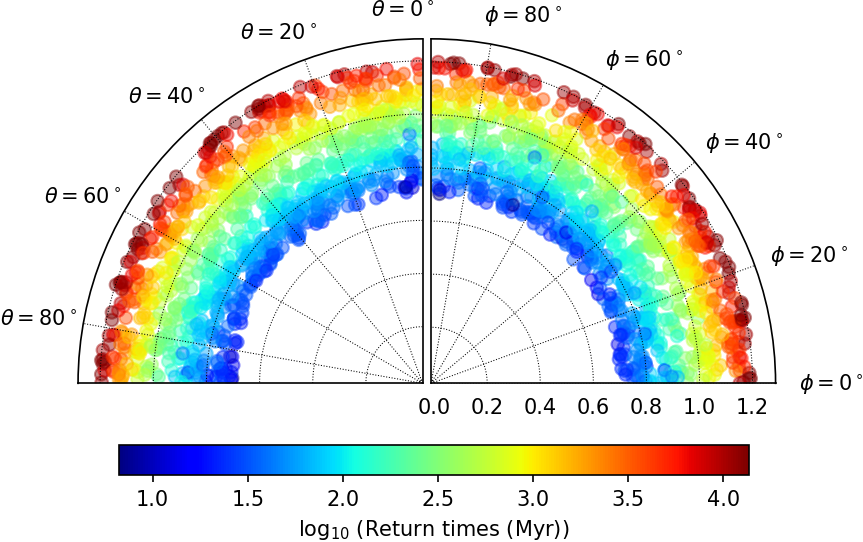 θ = 0°
θ = 20°
θ = 40°
θ = 60°
θ = 80°
ϕ = 80°
ϕ = 60°
ϕ = 40°
ϕ = 20°
ϕ = 0°
0.0 0.2 0.4 0.6 0.8 1.0 1.2
1.0 1.5 2.0 2.5 3.0 3.5 4.0
log₁₀ (Return times (Myr))